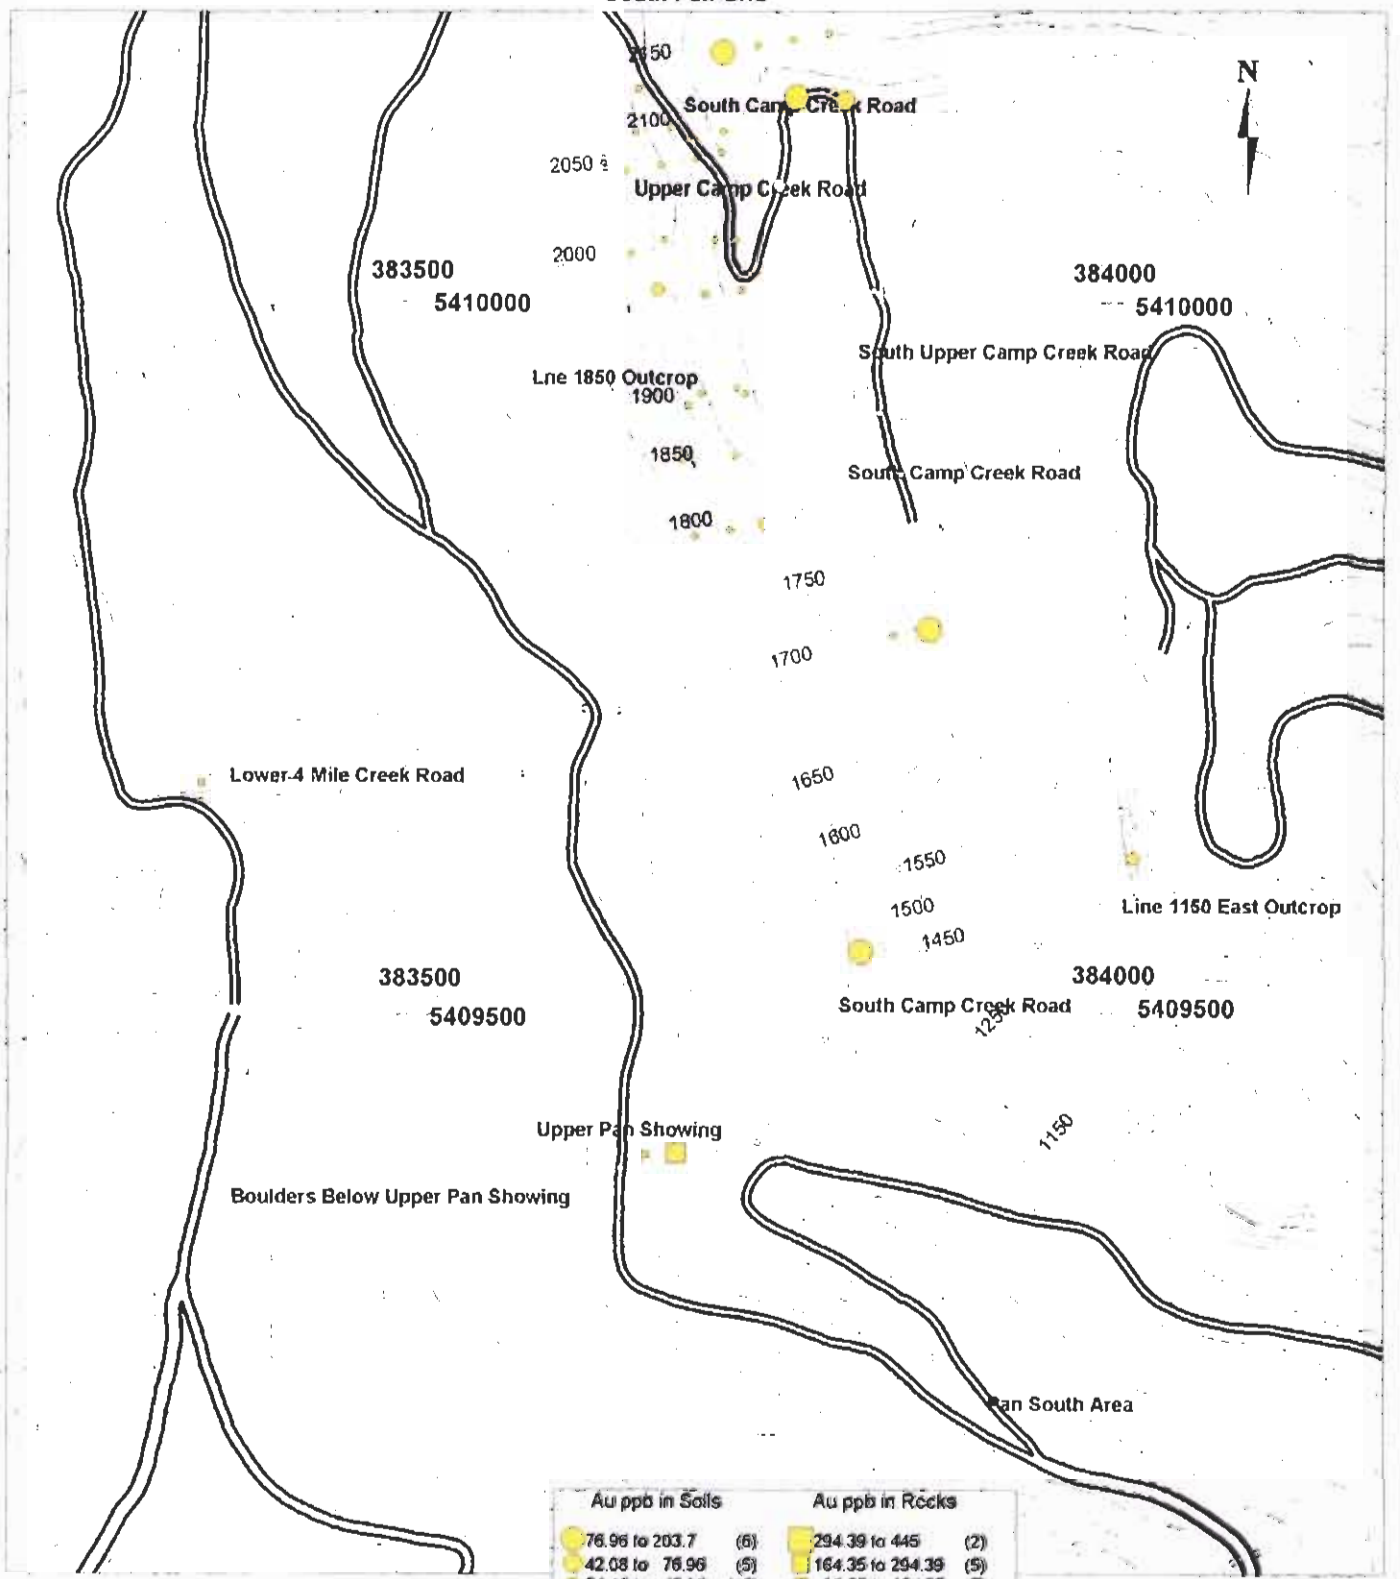 2150
N
South Camp Creek Road
2100
2050
Upper Camp Creek Road
2000
383500
5410000
384000
5410000
South Upper Camp Creek Road
Lne 1850 Outcrop
1900
1850
South Camp Creek Road
1800
1750
1700
Lower 4 Mile Creek Road
1650
1600
1550
1500
Line 1150 East Outcrop
1450
383500
5409500
384000
5409500
South Camp Creek Road
1250
Upper Pan Showing
1150
Boulders Below Upper Pan Showing
Pan South Area
Au ppb in Soils Au ppb in Rocks
76.96 to 203.7 (6) 294.39 to 445 (2)
42.08 to 76.96 (5) 164.35 to 294.39 (5)